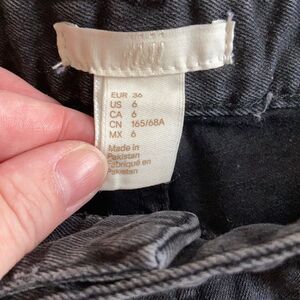 EUR 36
US 6
CA 6
CN 165/68A
MX 6
Made in
Pakistan
Fabriqué en
Pakistan